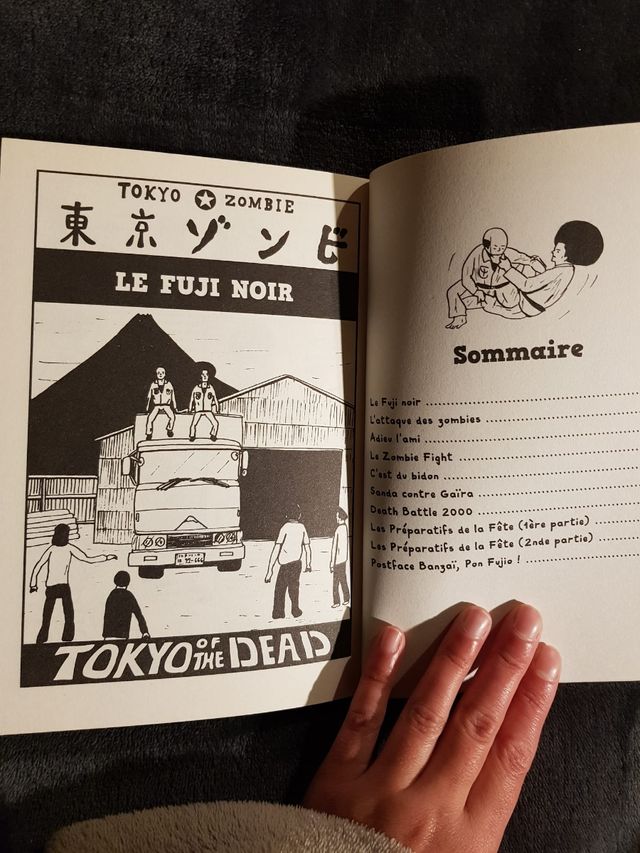 TOKYO ZOMBIE
東京ゾンビ
LE FUJI NOIR
TOKYO OF THE DEAD
Sommaire
Le Fuji noir
L'attaque des zombies
Adieu l'ami
Le Zombie Fight
C'est du bidon
Sanda contre Gaïra
Death Battle 2000
Les Préparatifs de la Fête (1ère partie)
Les Préparatifs de la Fête (2nde partie)
Postface Banzaï, Pon Fujio !